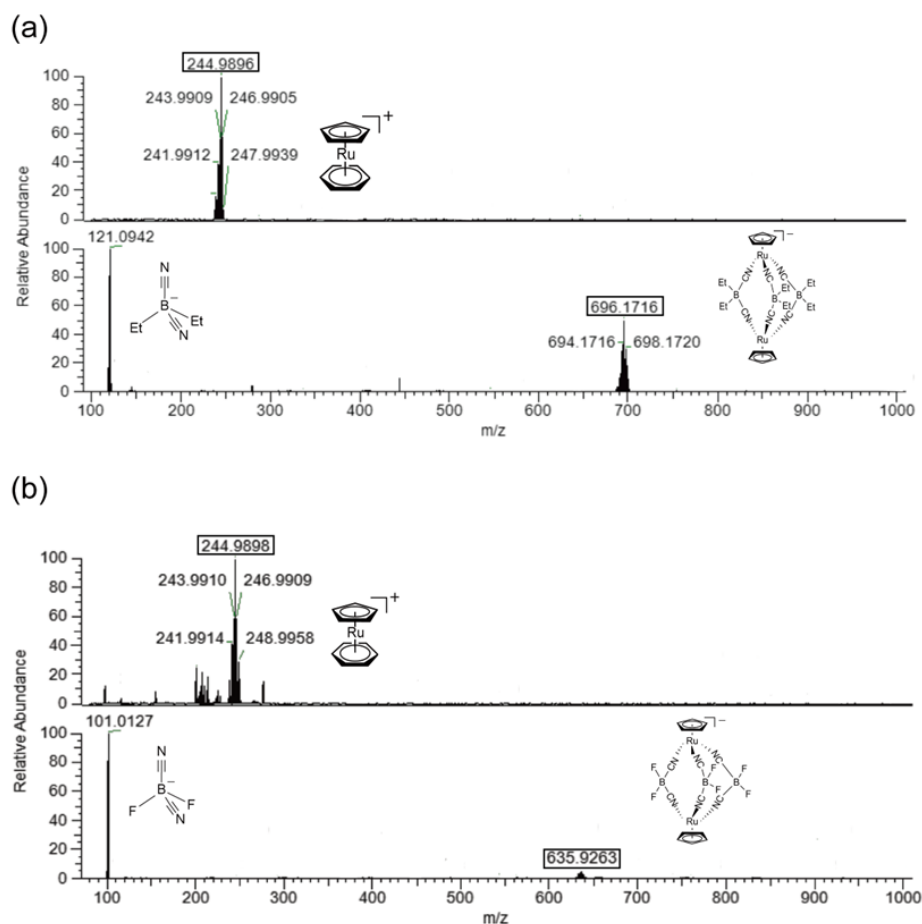 (a)
244.9896
243.9909 246.9905
241.9912 247.9939
Ru
+
Relative Abundance
100
80
60
40
20
0
121.0942
N
B
−
Et Et
N
696.1716
694.1716 698.1720
−
Ru
CN NC NC
Et Et Et
B B B
Et Et Et
CN NC NC
Ru
Relative Abundance
100
80
60
40
20
0
100 200 300 400 500 600 700 800 900 1000
m/z
(b)
244.9898
243.9910 246.9909
241.9914 248.9958
Ru
+
Relative Abundance
100
80
60
40
20
0
101.0127
N
B
−
F F
N
635.9263
−
Ru
CN NC NC
F F F
B B B
F F F
CN NC NC
Ru
Relative Abundance
100
80
60
40
20
0
100 200 300 400 500 600 700 800 900 1000
m/z